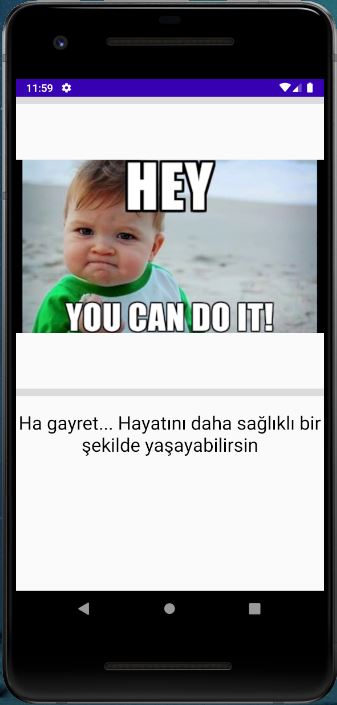 11:59
HEY
YOU CAN DO IT!
Ha gayret... Hayatını daha sağlıklı bir
şekilde yaşayabilirsin